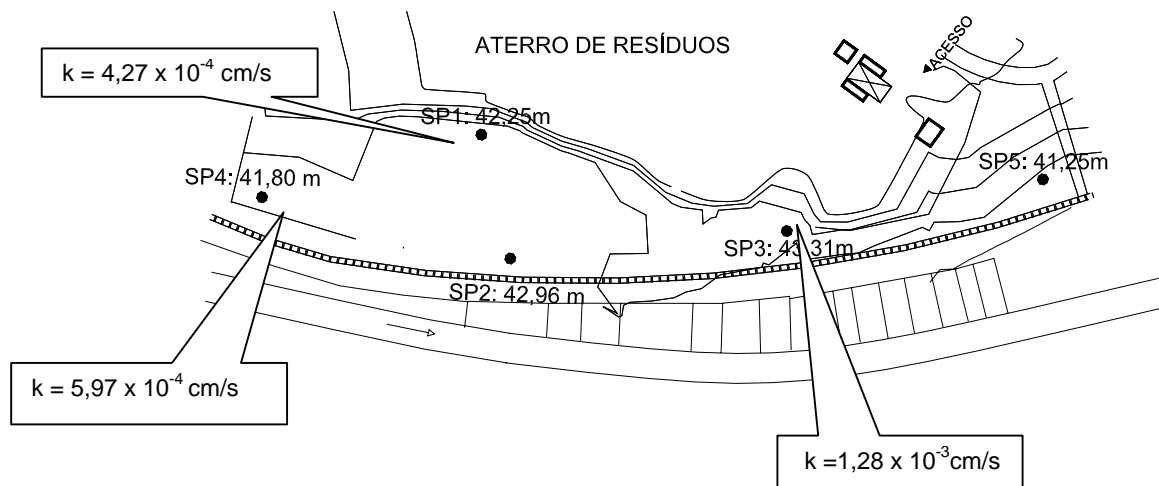 ATERRO DE RESÍDUOS
ACESSO
k = 4,27 x 10⁻⁴ cm/s
SP1: 42,25m
SP5: 41,25m
SP4: 41,80 m
SP3: 43,31m
SP2: 42,96 m
k = 5,97 x 10⁻⁴ cm/s
k =1,28 x 10⁻³cm/s